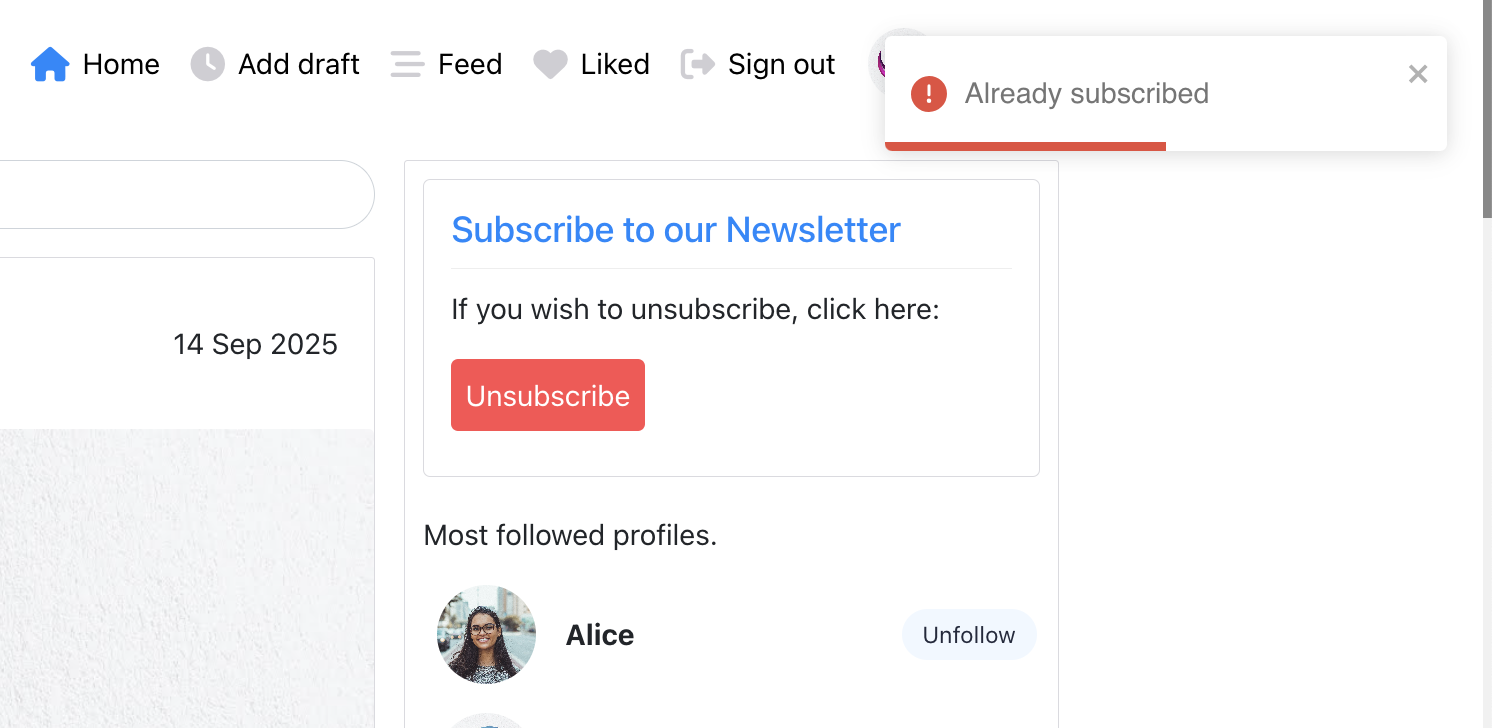 Home Add draft Feed Liked Sign out
Already subscribed
Subscribe to our Newsletter
If you wish to unsubscribe, click here:
14 Sep 2025
Unsubscribe
Most followed profiles.
Alice Unfollow